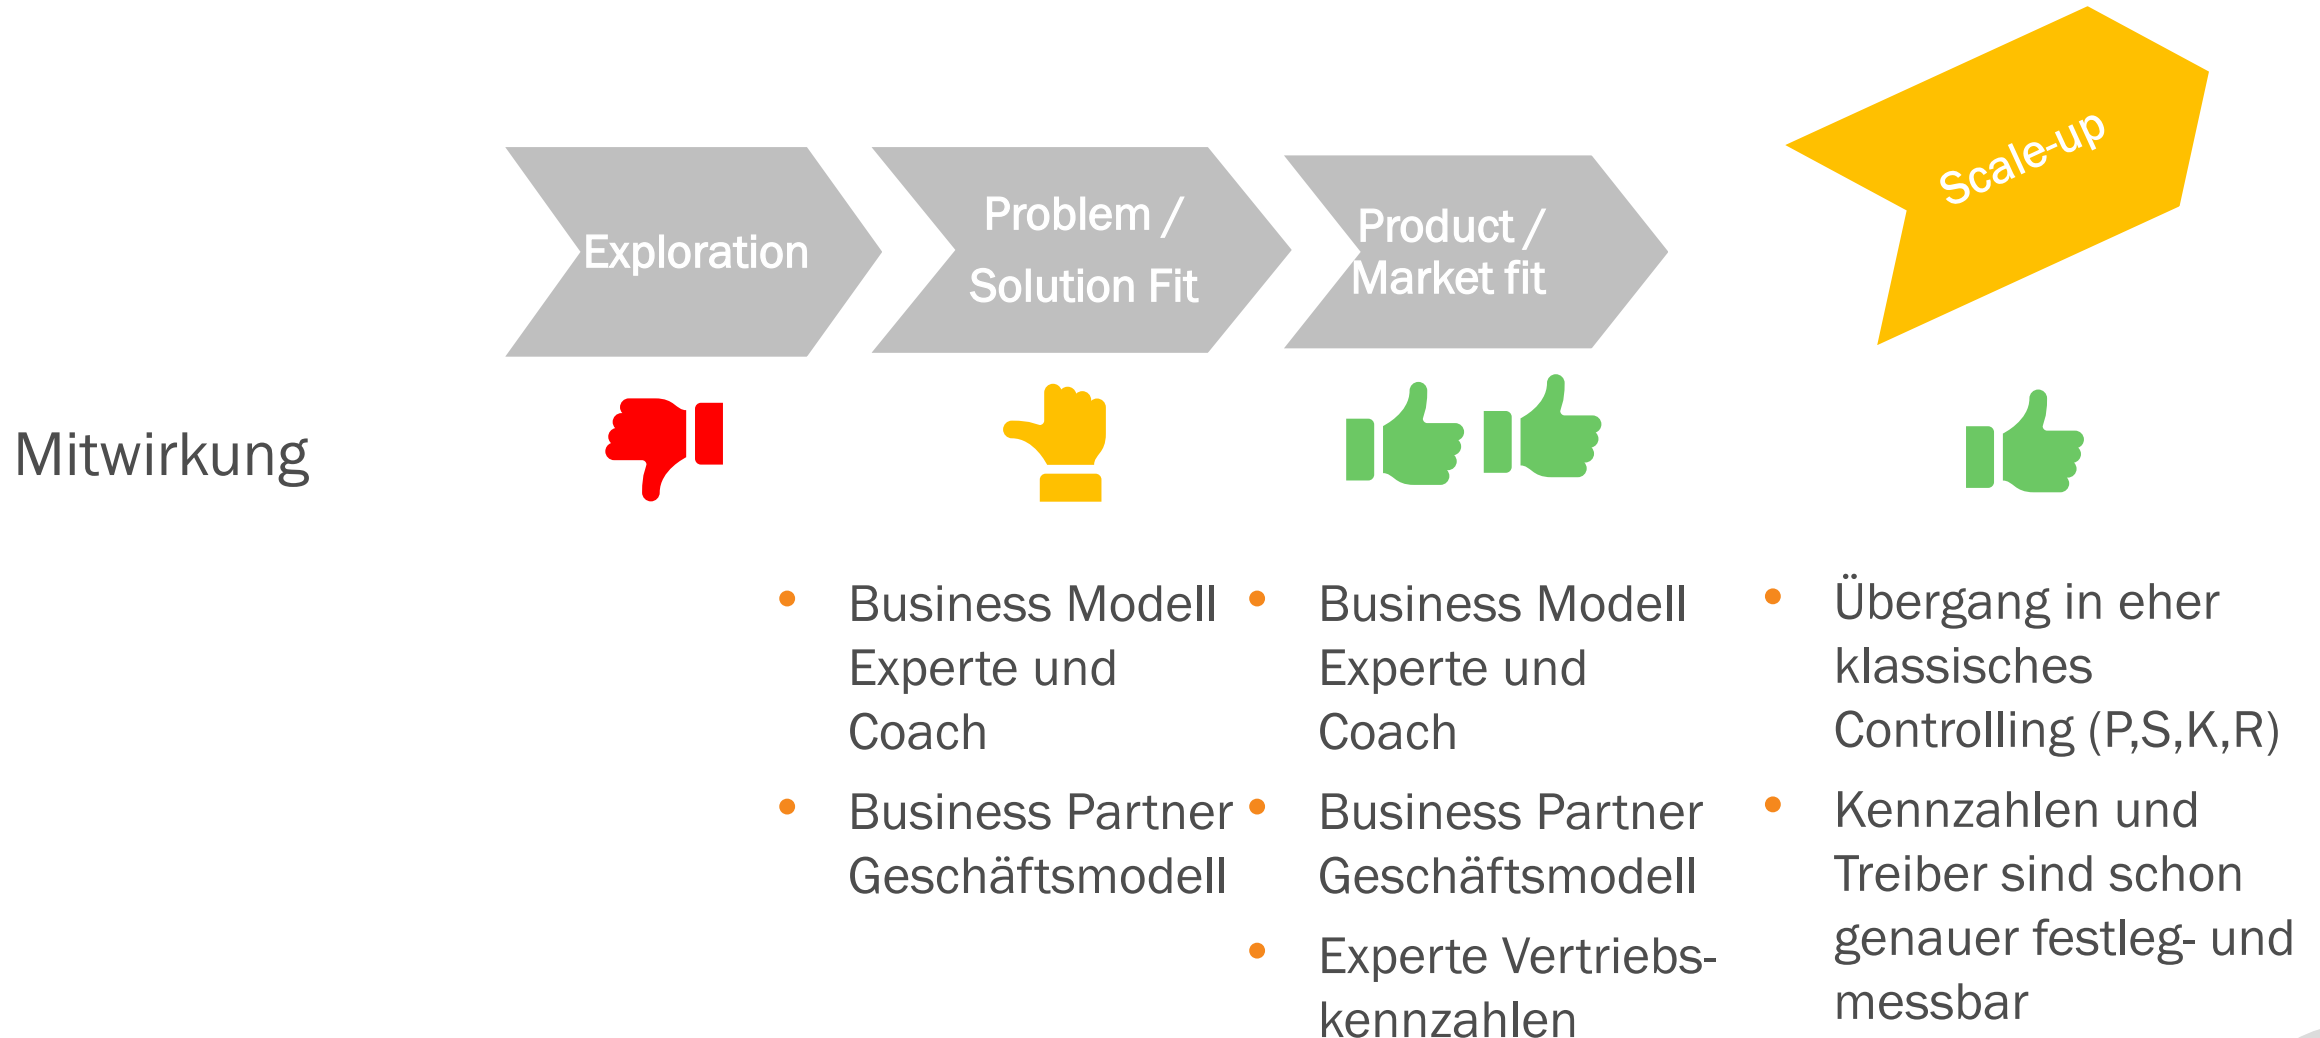 Exploration
Problem /
Solution Fit
Product /
Market fit
Scale-up
Mitwirkung
• Business Modell
Experte und
Coach
• Business Partner
Geschäftsmodell
• Business Modell
Experte und
Coach
• Business Partner
Geschäftsmodell
• Experte Vertriebs-
kennzahlen
• Übergang in eher
klassisches
Controlling (P,S,K,R)
• Kennzahlen und
Treiber sind schon
genauer festleg- und
messbar